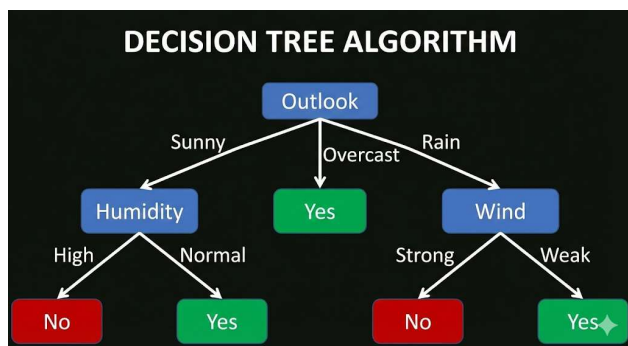 DECISION TREE ALGORITHM
Outlook
Sunny
Overcast
Rain
Humidity
Yes
Wind
High
Normal
Strong
Weak
No
Yes
No
Yes